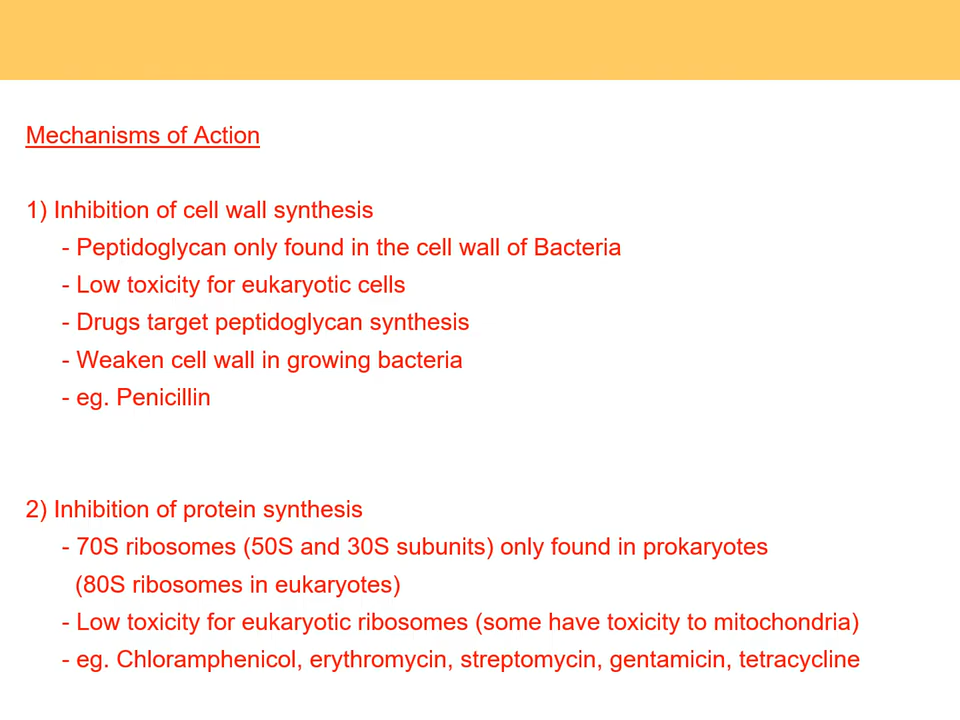 Mechanisms of Action
1) Inhibition of cell wall synthesis
- Peptidoglycan only found in the cell wall of Bacteria
- Low toxicity for eukaryotic cells
- Drugs target peptidoglycan synthesis
- Weaken cell wall in growing bacteria
- eg. Penicillin
2) Inhibition of protein synthesis
- 70S ribosomes (50S and 30S subunits) only found in prokaryotes
(80S ribosomes in eukaryotes)
- Low toxicity for eukaryotic ribosomes (some have toxicity to mitochondria)
- eg. Chloramphenicol, erythromycin, streptomycin, gentamicin, tetracycline